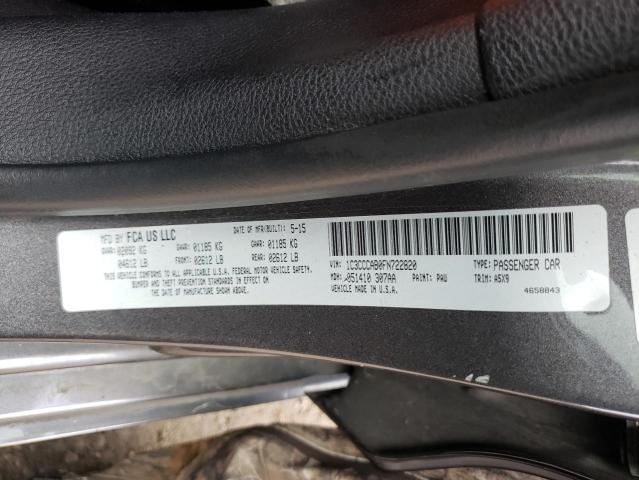 MFD BY FCA US LLC
DATE OF MFR(BUILT): 5-15
GVWR: 02092 KG
04612 LB
GAWR: 01185 KG
FRONT: 02612 LB
GAWR: 01185 KG
REAR: 02612 LB
THIS VEHICLE CONFORMS TO ALL APPLICABLE U.S.A. FEDERAL MOTOR VEHICLE SAFETY,
BUMPER AND THEFT PREVENTION STANDARDS IN EFFECT ON
THE DATE OF MANUFACTURE SHOWN ABOVE.
VIN: 1C3CCCAB0FN722820
TYPE: PASSENGER CAR
MDH: 051410 307AA
PAINT: PAU
TRIM: A5X9
VEHICLE MADE IN U.S.A.
4658843